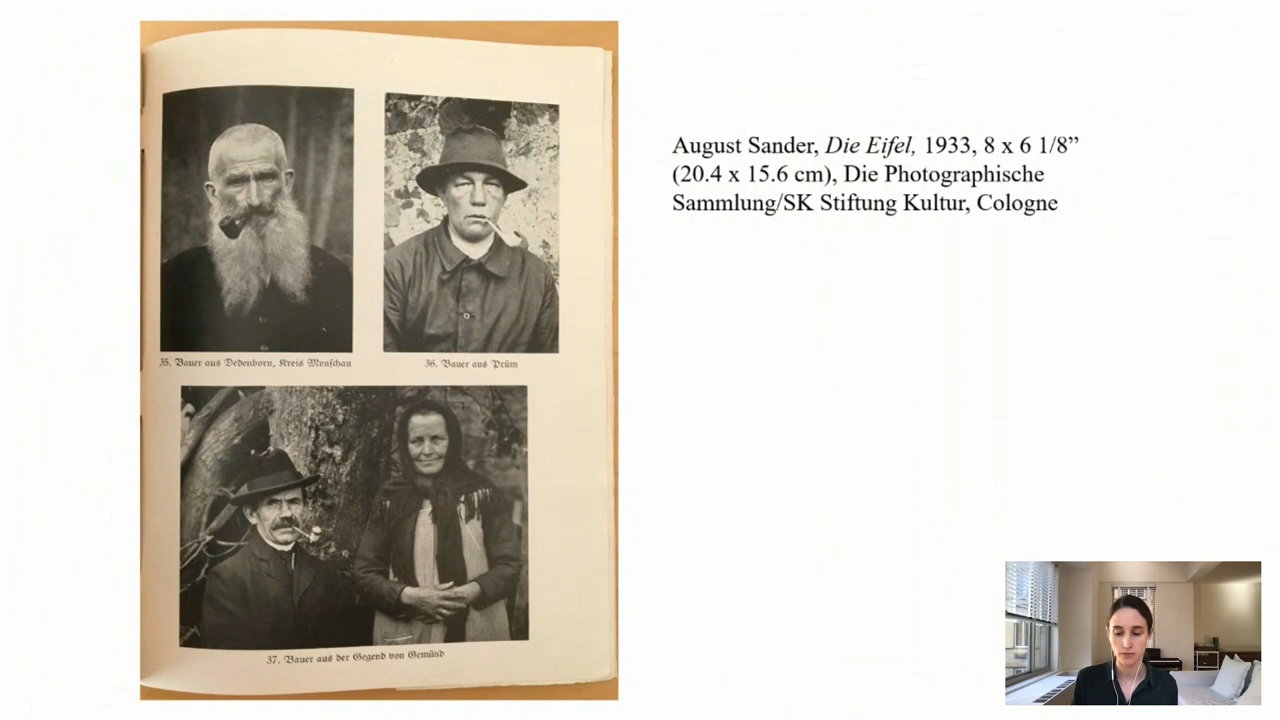 35. Bauer aus Dedenborn, Kreis Monschau
36. Bauer aus Prüm
37. Bauer aus der Gegend von Gemünd
August Sander, Die Eifel, 1933, 8 x 6 1/8”
(20.4 x 15.6 cm), Die Photographische
Sammlung/SK Stiftung Kultur, Cologne